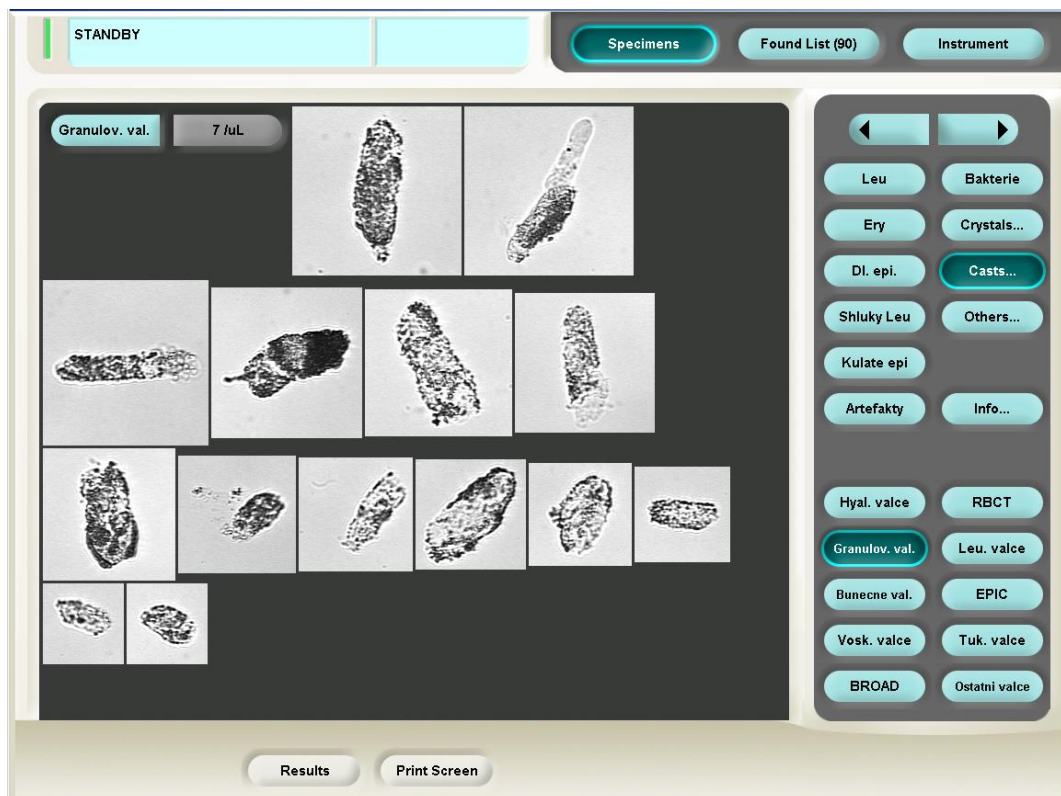 STANDBY
Specimens
Found List (90)
Instrument
Granulov. val.
7 /uL
Leu
Bakterie
Ery
Crystals...
Dl. epi.
Casts...
Shluky Leu
Others...
Kulate epi
Artefakty
Info...
Hyal. valce
RBCT
Granulov. val.
Leu. valce
Bunecne val.
EPIC
Vosk. valce
Tuk. valce
BROAD
Ostatni valce
Results
Print Screen